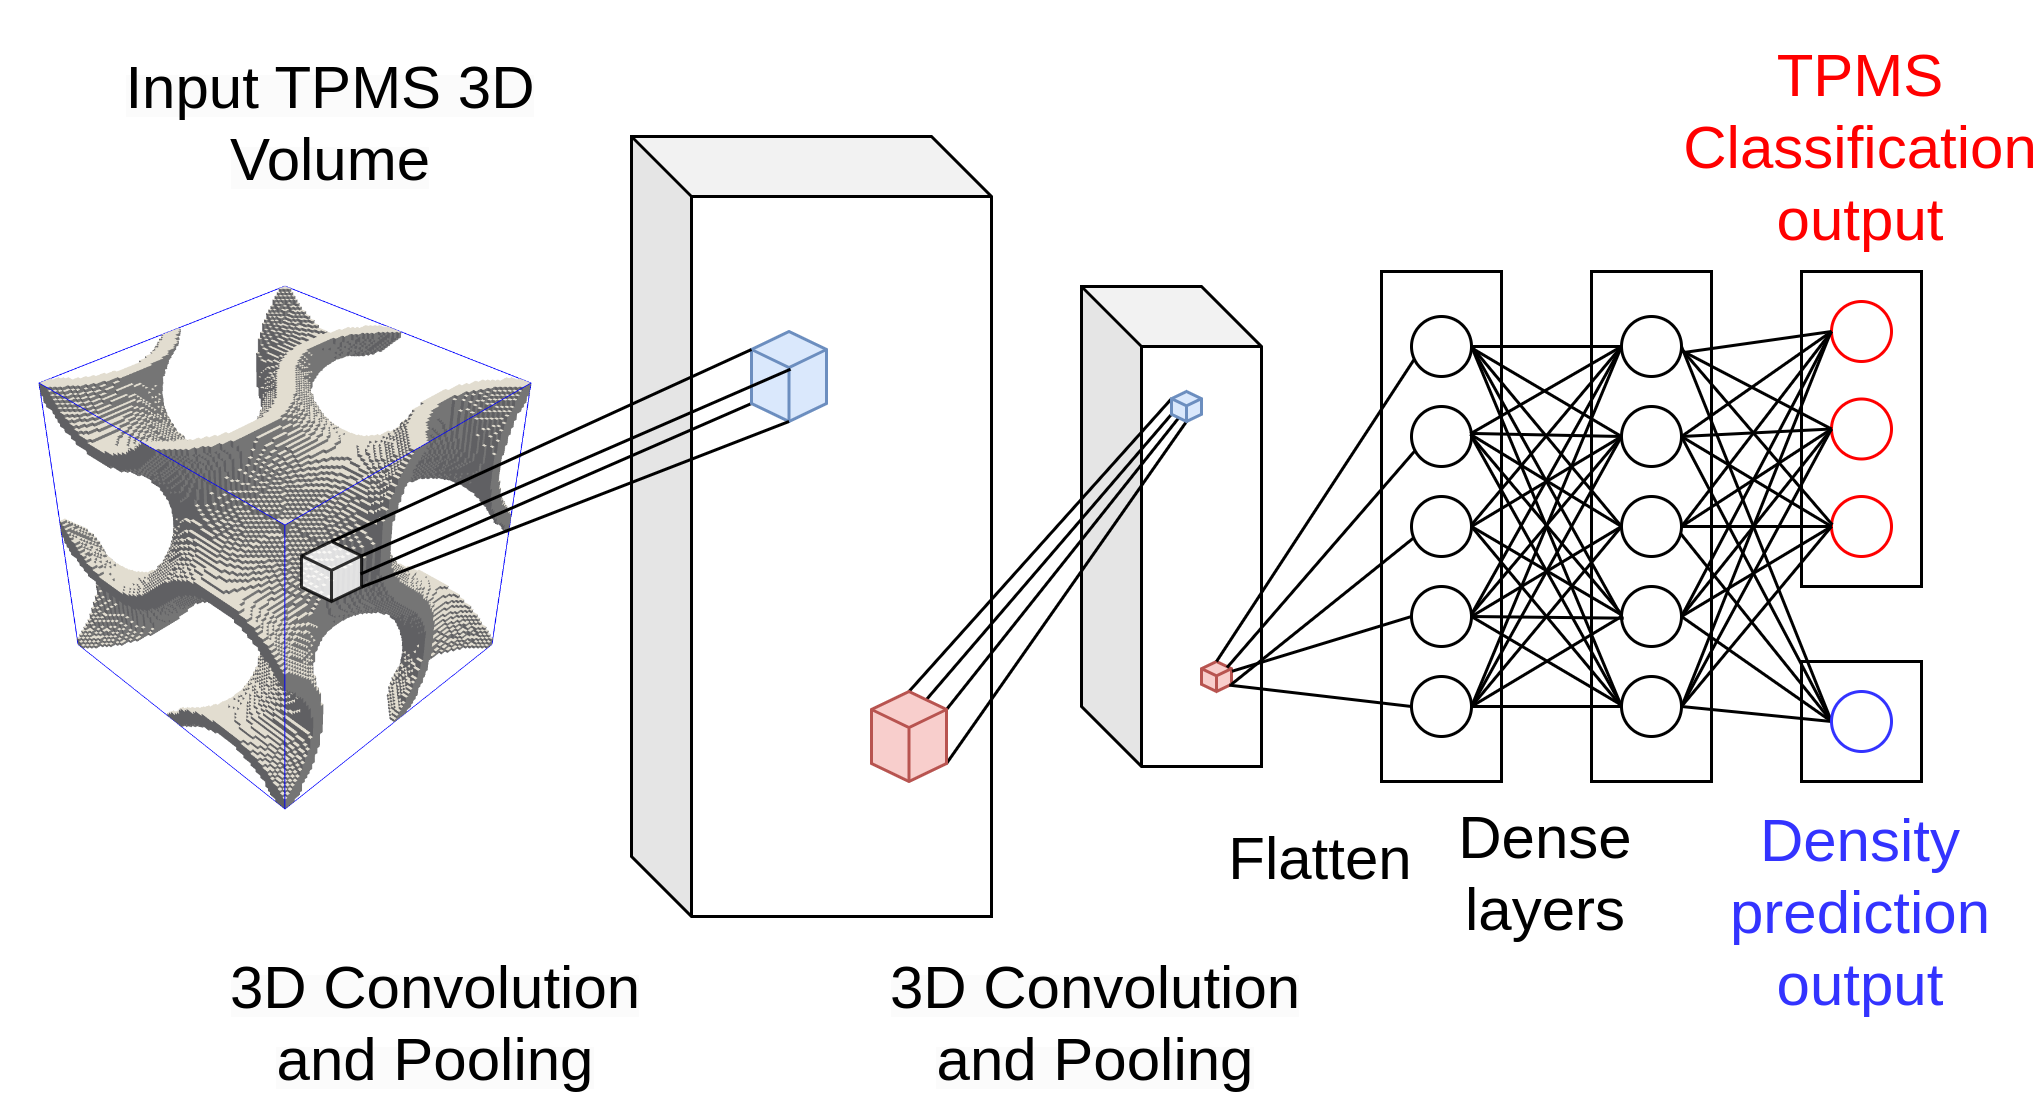 Input TPMS 3D
Volume
TPMS
Classification
output
3D Convolution
and Pooling
3D Convolution
and Pooling
Flatten
Dense
layers
Density
prediction
output